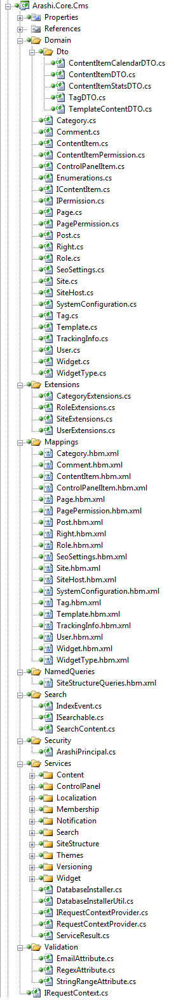 Arashi.Core.Cms
Properties
References
Domain
Dto
ContentItemCalendarDTO.cs
ContentItemDTO.cs
ContentItemStatsDTO.cs
TagDTO.cs
TemplateContentDTO.cs
Category.cs
Comment.cs
ContentItem.cs
ContentItemPermission.cs
ControlPanelItem.cs
Enumerations.cs
IContentItem.cs
IPermission.cs
Page.cs
PagePermission.cs
Post.cs
Right.cs
Role.cs
SeoSettings.cs
Site.cs
SiteHost.cs
SystemConfiguration.cs
Tag.cs
Template.cs
TrackingInfo.cs
User.cs
Widget.cs
WidgetType.cs
Extensions
CategoryExtensions.cs
RoleExtensions.cs
SiteExtensions.cs
UserExtensions.cs
Mappings
Category.hbm.xml
Comment.hbm.xml
ContentItem.hbm.xml
ControlPanelItem.hbm.xml
Page.hbm.xml
PagePermission.hbm.xml
Post.hbm.xml
Right.hbm.xml
Role.hbm.xml
SeoSettings.hbm.xml
Site.hbm.xml
SiteHost.hbm.xml
SystemConfiguration.hbm.xml
Tag.hbm.xml
Template.hbm.xml
TrackingInfo.hbm.xml
User.hbm.xml
Widget.hbm.xml
WidgetType.hbm.xml
NamedQueries
SiteStructureQueries.hbm.xml
Search
IndexEvent.cs
ISearchable.cs
SearchContent.cs
Security
ArashiPrincipal.cs
Services
Content
ControlPanel
Localization
Membership
Notification
Search
SiteStructure
Themes
Versioning
Widget
DatabaseInstaller.cs
DatabaseInstallerUtil.cs
IRequestContextProvider.cs
RequestContextProvider.cs
ServiceResult.cs
Validation
EmailAttribute.cs
RegexAttribute.cs
StringRangeAttribute.cs
IRequestContext.cs